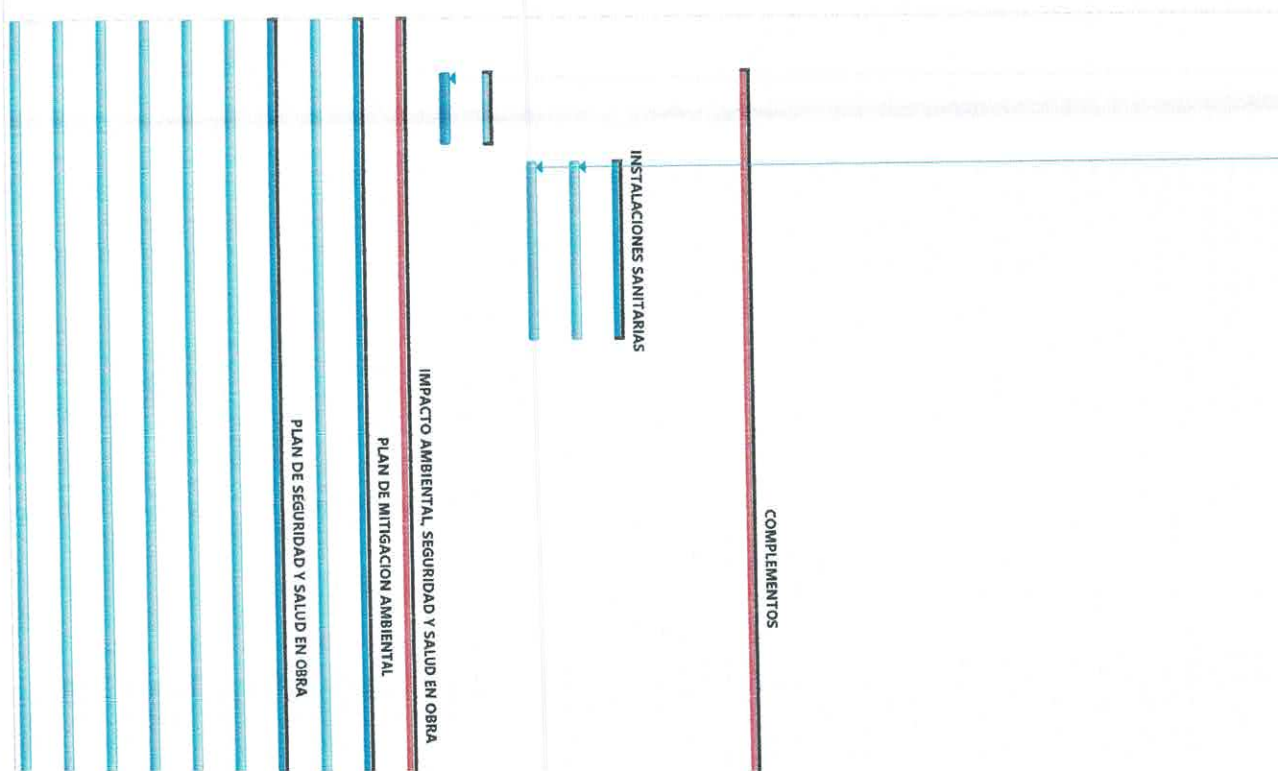 COMPLEMENTOS
INSTALACIONES SANITARIAS
IMPACTO AMBIENTAL, SEGURIDAD Y SALUD EN OBRA
PLAN DE MITIGACION AMBIENTAL
PLAN DE SEGURIDAD Y SALUD EN OBRA